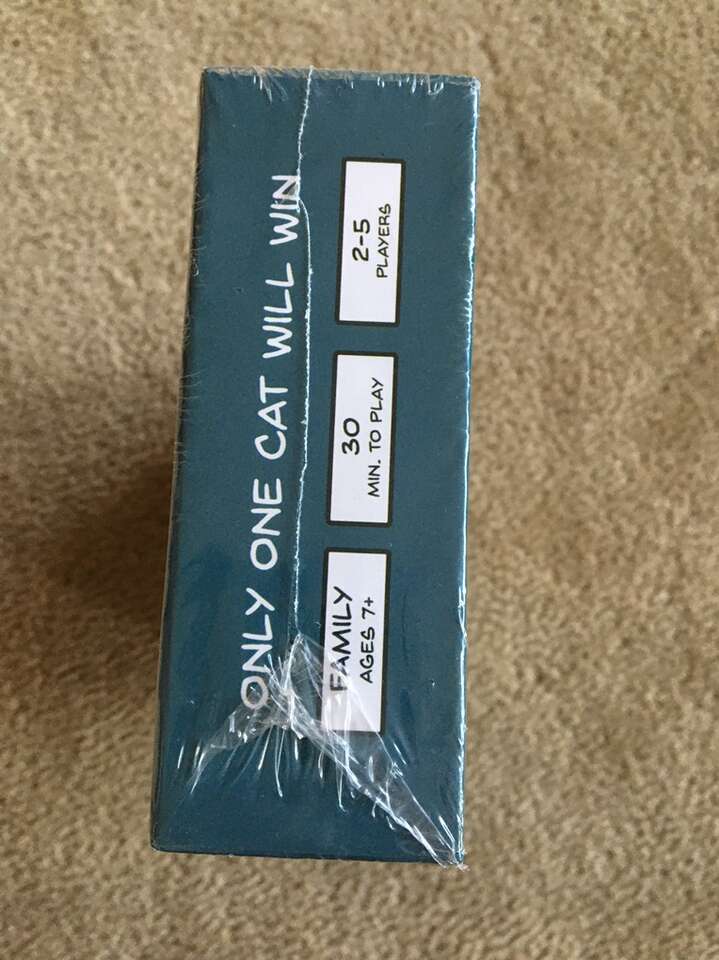 ONLY ONE CAT WILL WIN
FAMILY
AGES 7+
30
MIN. TO PLAY
2-5
PLAYERS